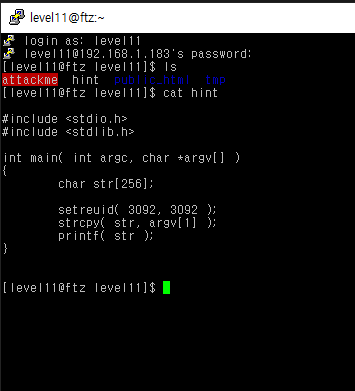 level11@ftz:~
login as: level11
level11@192.168.1.183's password:
[level11@ftz level11]$ ls
attackme  hint  public_html  tmp
[level11@ftz level11]$ cat hint
#include <stdio.h>
#include <stdlib.h>
int main( int argc, char *argv[] )
{
        char str[256];
        setreuid( 3092, 3092 );
        strcpy( str, argv[1] );
        printf( str );
}
[level11@ftz level11]$